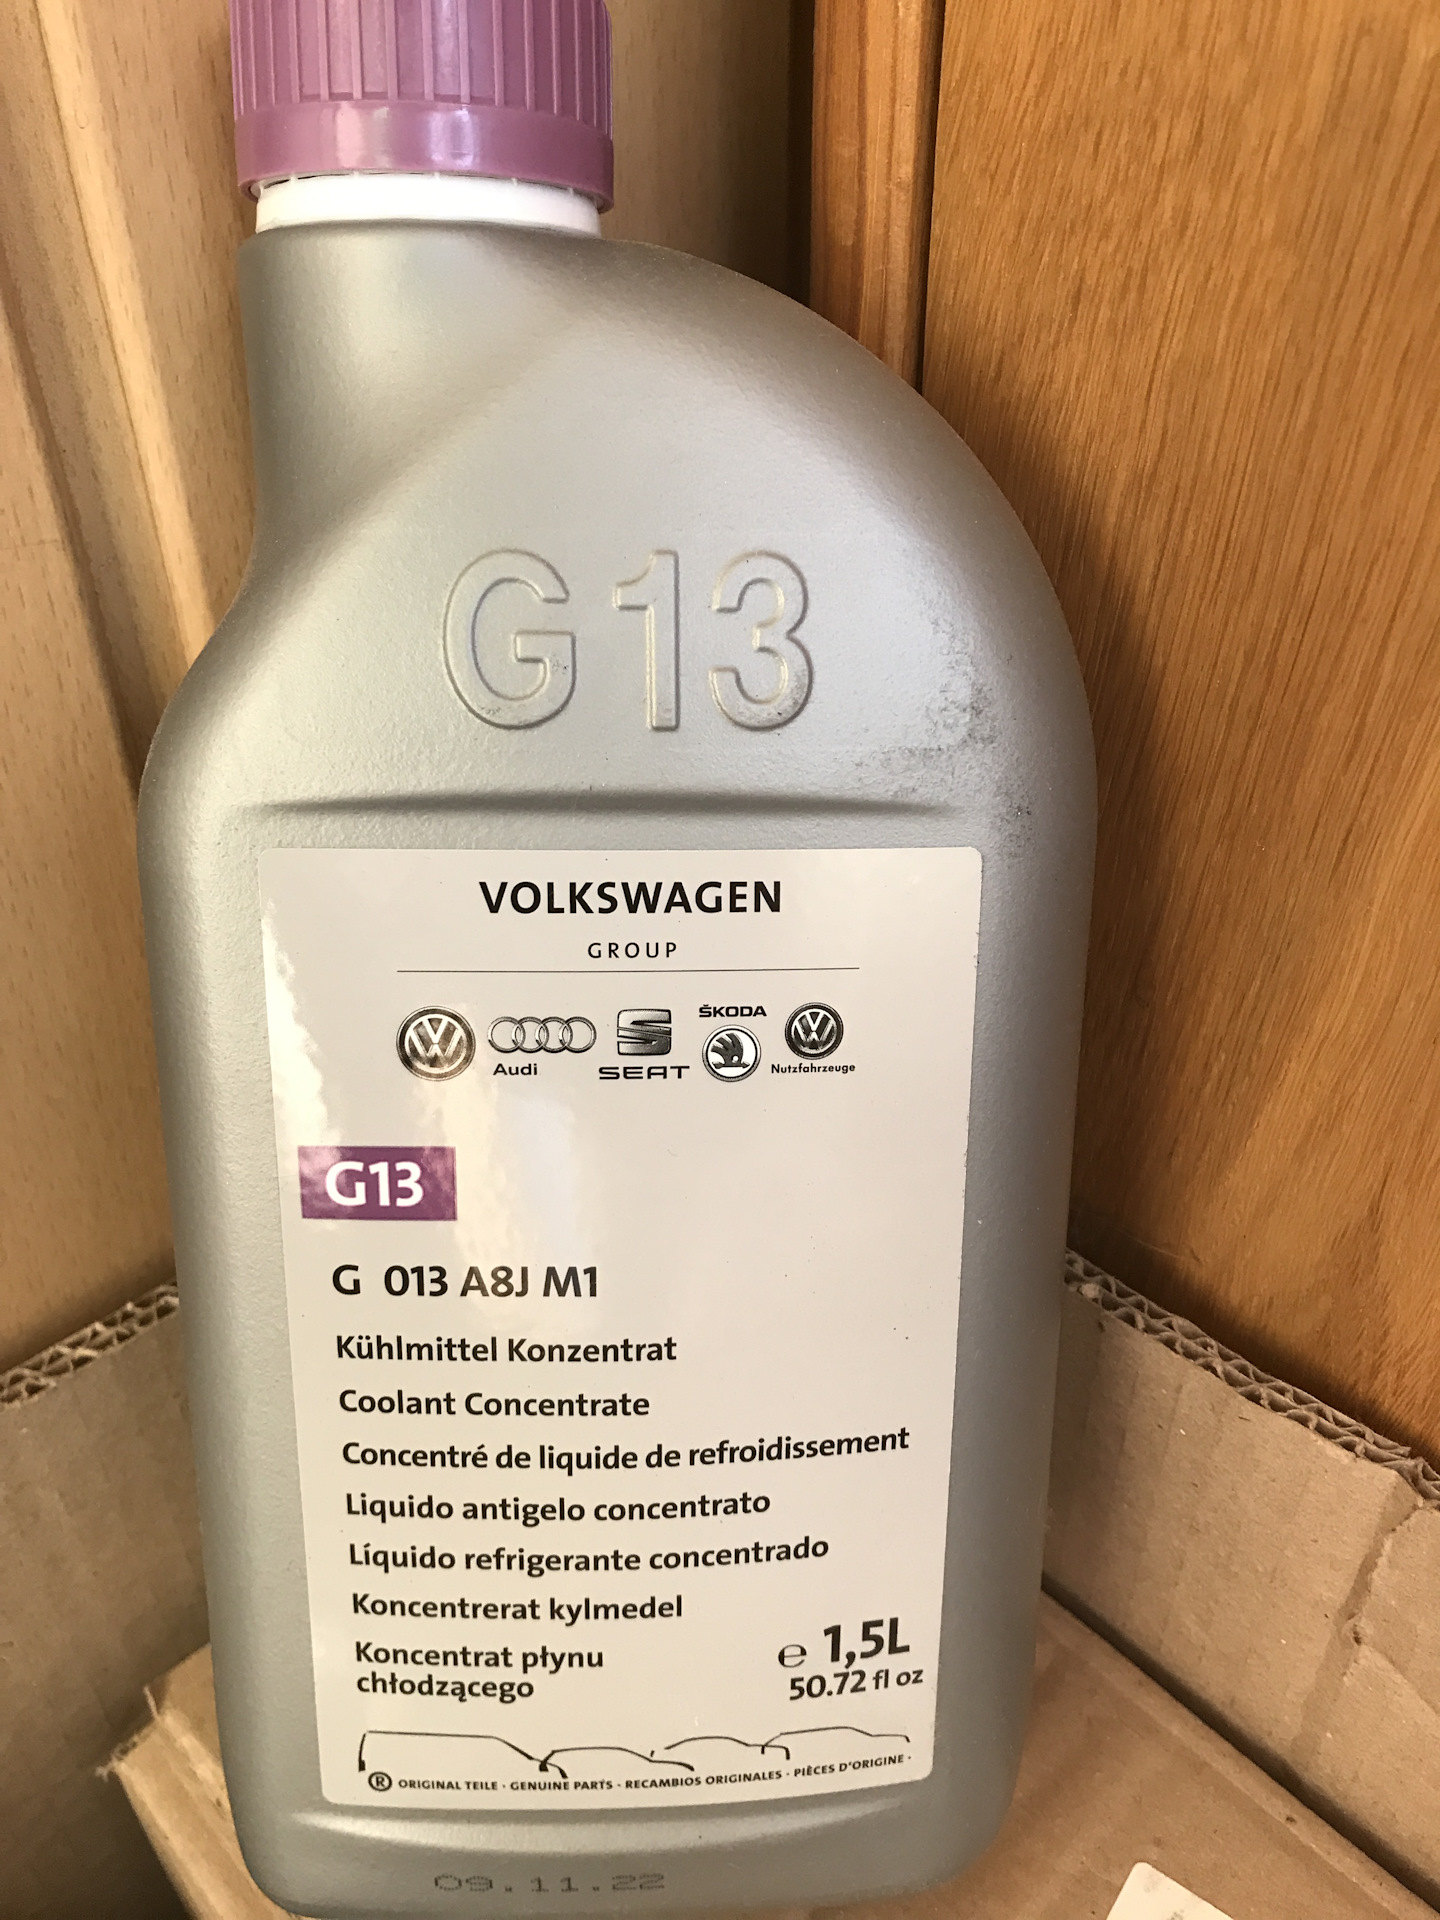 G13
VOLKSWAGEN
GROUP
Audi
SEAT
ŠKODA
Nutzfahrzeuge
G13
G 013 A8J M1
Kühlmittel Konzentrat
Coolant Concentrate
Concentré de liquide de refroidissement
Liquido antigelo concentrato
Líquido refrigerante concentrado
Koncentrerat kylmedel
Koncentrat płynu
chłodzącego
e 1,5L
50.72 fl oz
® ORIGINAL TEILE · GENUINE PARTS · RECAMBIOS ORIGINALES · PIÈCES D'ORIGINE ·
09.11.22